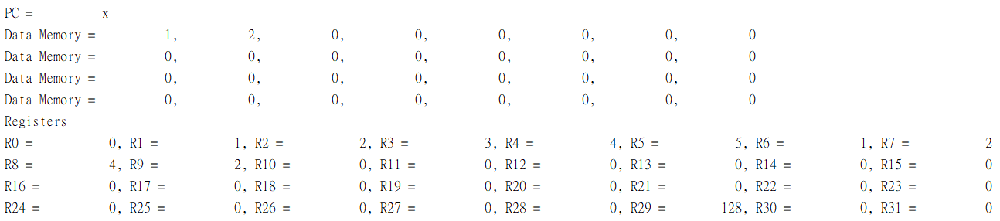 PC = x
Data Memory = 1, 2, 0, 0, 0, 0, 0, 0
Data Memory = 0, 0, 0, 0, 0, 0, 0, 0
Data Memory = 0, 0, 0, 0, 0, 0, 0, 0
Data Memory = 0, 0, 0, 0, 0, 0, 0, 0
Registers
R0 = 0, R1 = 1, R2 = 2, R3 = 3, R4 = 4, R5 = 5, R6 = 1, R7 = 2
R8 = 4, R9 = 2, R10 = 0, R11 = 0, R12 = 0, R13 = 0, R14 = 0, R15 = 0
R16 = 0, R17 = 0, R18 = 0, R19 = 0, R20 = 0, R21 = 0, R22 = 0, R23 = 0
R24 = 0, R25 = 0, R26 = 0, R27 = 0, R28 = 0, R29 = 128, R30 = 0, R31 = 0